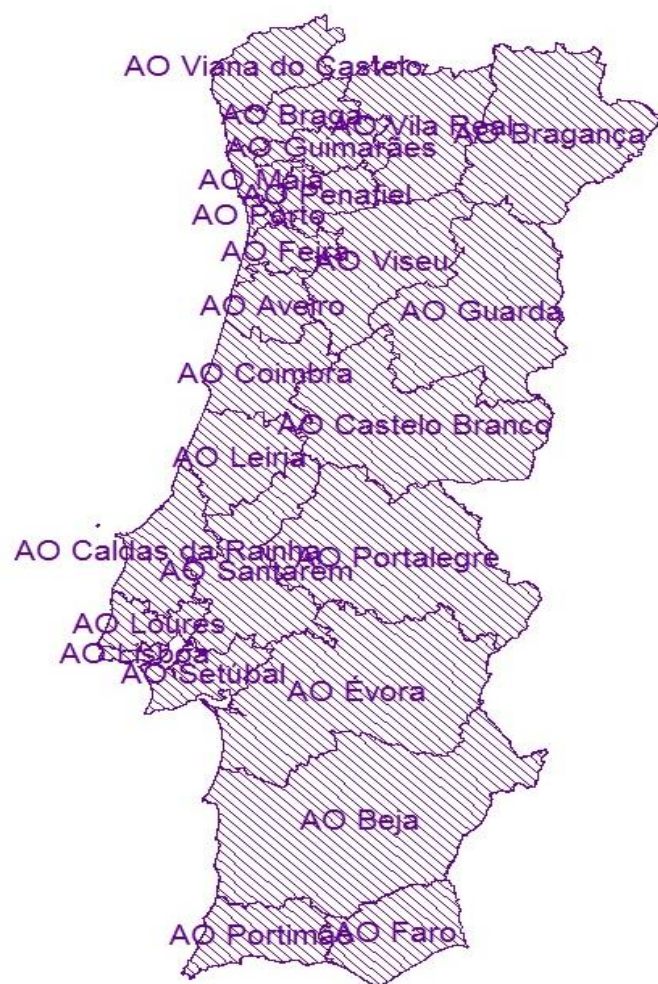 AO Viana do Castelo
AO Braga
AO Vila Real
AO Bragança
AO Guimarães
AO Maia
AO Penafiel
AO Porto
AO Feira
AO Viseu
AO Aveiro
AO Guarda
AO Coimbra
AO Castelo Branco
AO Leiria
AO Caldas da Rainha
AO Portalegre
AO Santarém
AO Loures
AO Lisboa
AO Setúbal
AO Évora
AO Beja
AO Portimão
AO Faro